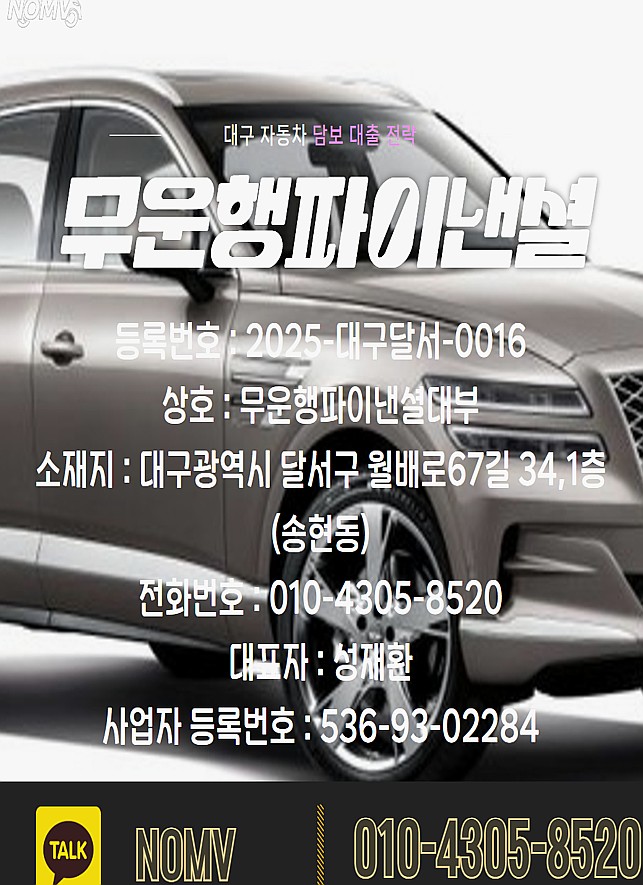 NOMV
대구 자동차 담보 대출 전략
무운행파이낸셜
등록번호 : 2025-대구달서-0016
상호 : 무운행파이낸셜대부
소재지 : 대구광역시 달서구 월배로67길 34,1층
(송현동)
전화번호 : 010-4305-8520
대표자 : 성재환
사업자 등록번호 : 536-93-02284
TALK NOMV 010-4305-8520